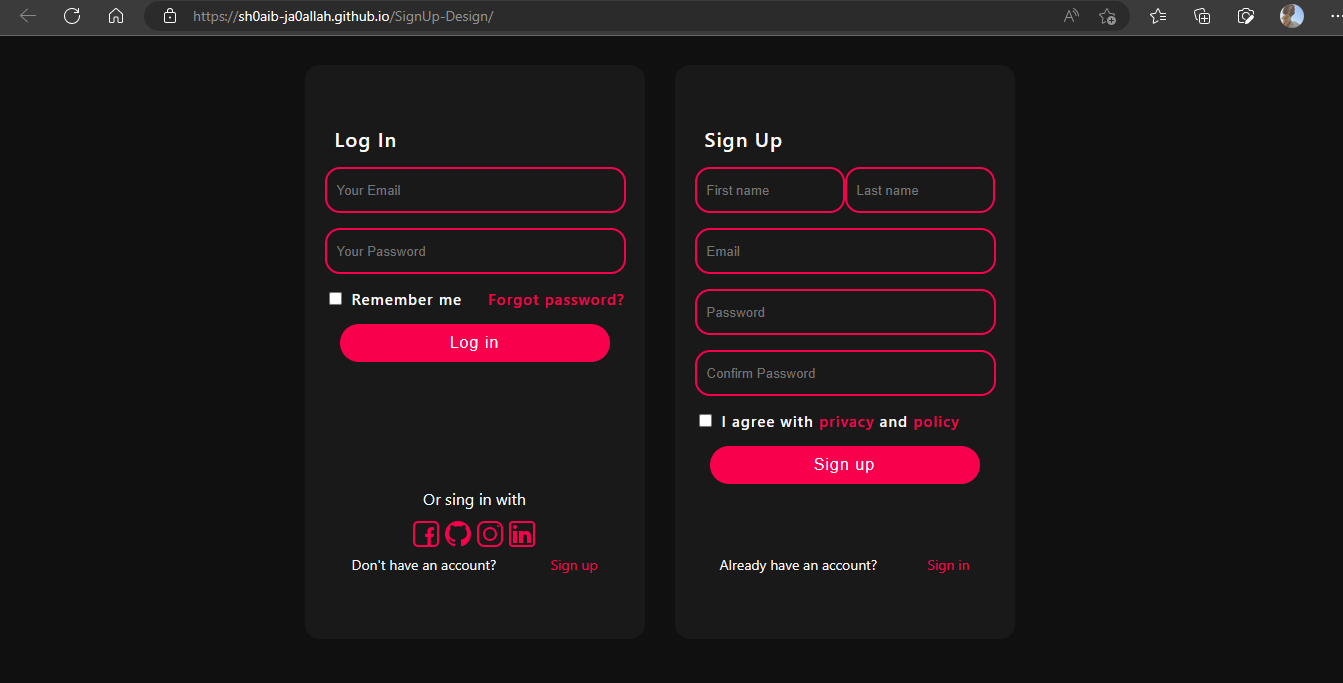 https://sh0aib-ja0allah.github.io/SignUp-Design/
Log In
Your Email
Your Password
Remember me Forgot password?
Log in
Or sing in with
Don't have an account? Sign up
Sign Up
First name Last name
Email
Password
Confirm Password
I agree with privacy and policy
Sign up
Already have an account? Sign in